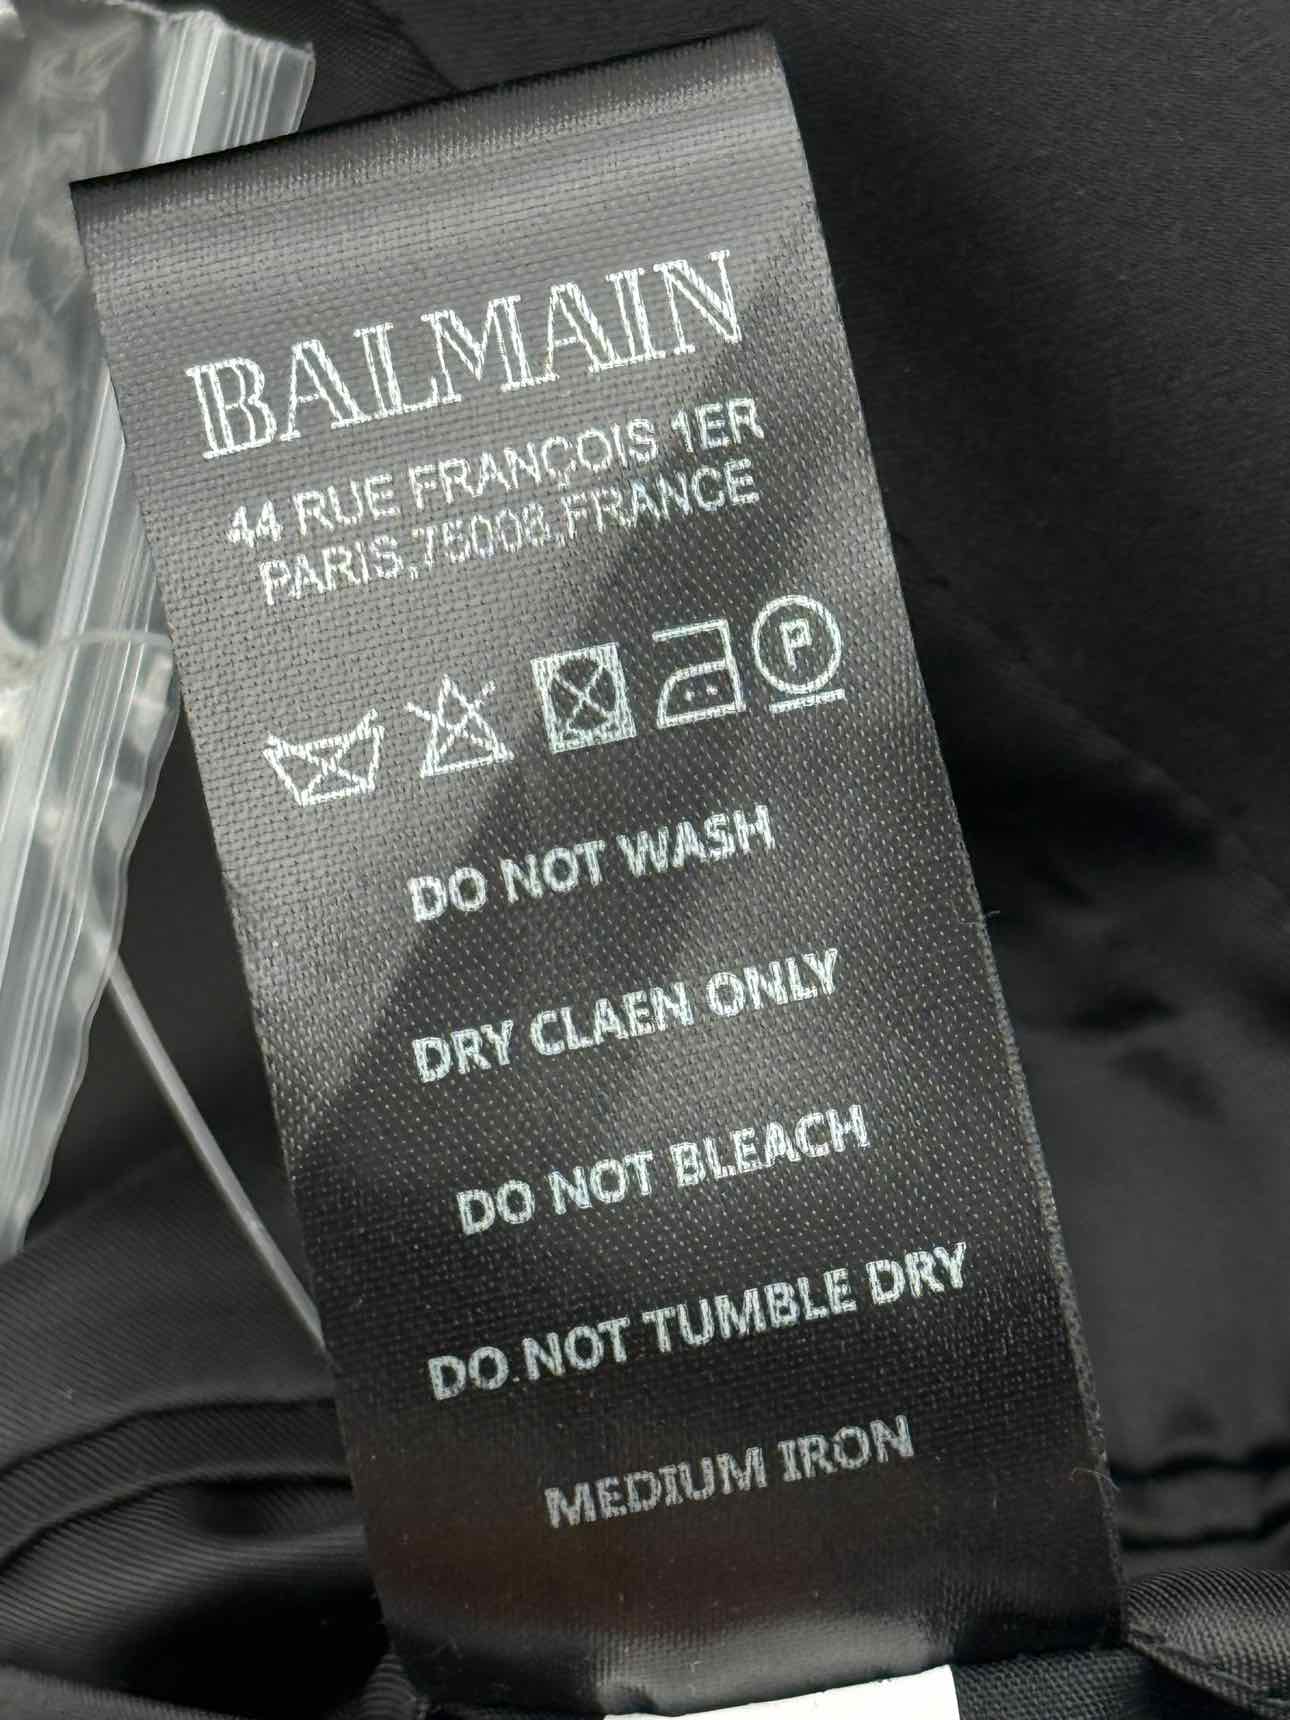 BALMAIN
44 RUE FRANÇOIS 1ER
PARIS,75008,FRANCE
P
DO NOT WASH
DRY CLAEN ONLY
DO NOT BLEACH
DO NOT TUMBLE DRY
MEDIUM IRON